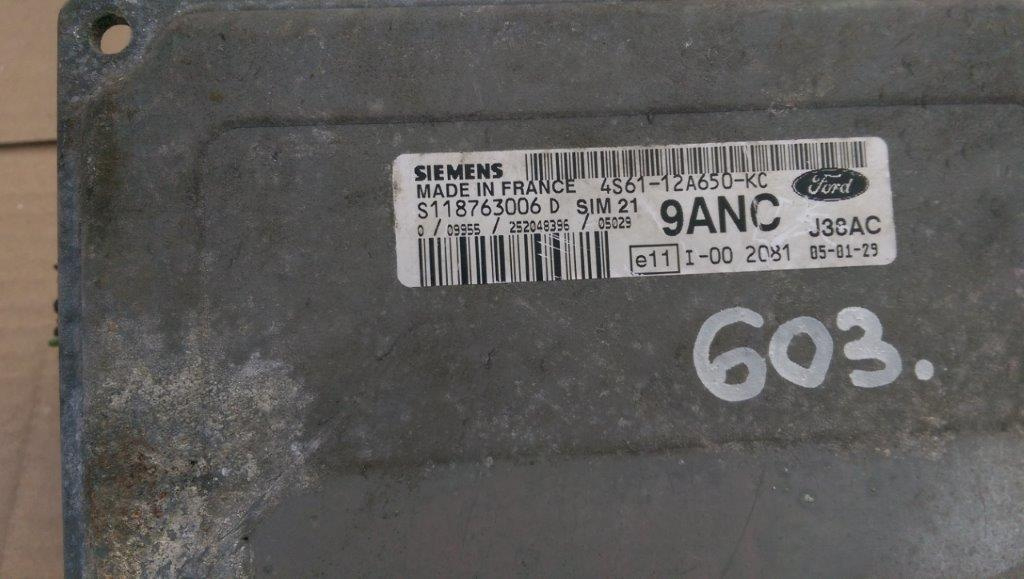 SIEMENS
MADE IN FRANCE 4S61-12A650-KC Ford
S118763006 D SIM 21 9ANC J38AC
0 / 09955 / 252048396 / 05029
e11 I-00 2081 05-01-29
603.